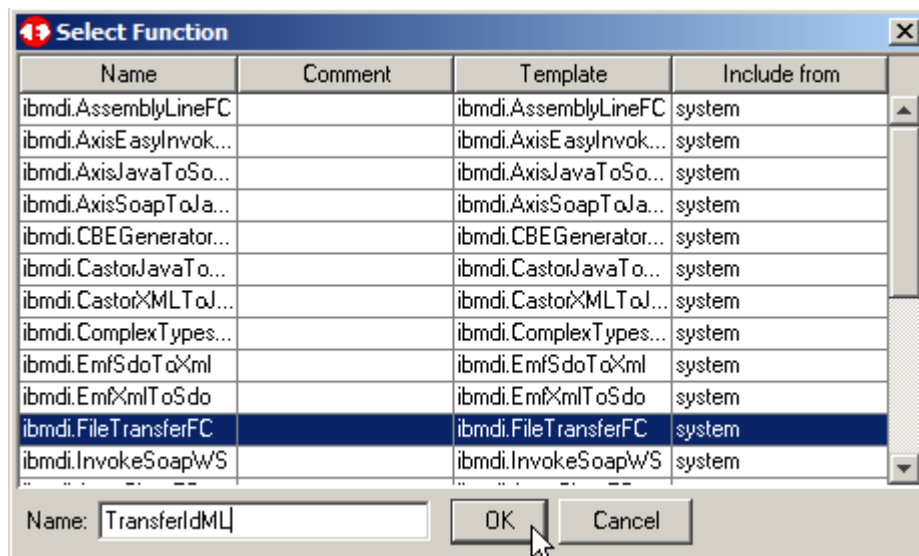 Select Function
Name Comment Template Include from
ibmdi.AssemblyLineFC ibmdi.AssemblyLineFC system
ibmdi.AxisEasyInvok... ibmdi.AxisEasyInvok... system
ibmdi.AxisJavaToSo... ibmdi.AxisJavaToSo... system
ibmdi.AxisSoapToJa... ibmdi.AxisSoapToJa... system
ibmdi.CBEGenerator... ibmdi.CBEGenerator... system
ibmdi.CastorJavaTo... ibmdi.CastorJavaTo... system
ibmdi.CastorXMLToJ... ibmdi.CastorXMLToJ... system
ibmdi.ComplexTypes... ibmdi.ComplexTypes... system
ibmdi.EmfSdoToXml ibmdi.EmfSdoToXml system
ibmdi.EmfXmlToSdo ibmdi.EmfXmlToSdo system
ibmdi.FileTransferFC ibmdi.FileTransferFC system
ibmdi.InvokeSoapWS ibmdi.InvokeSoapWS system
Name: TransferIdML OK Cancel